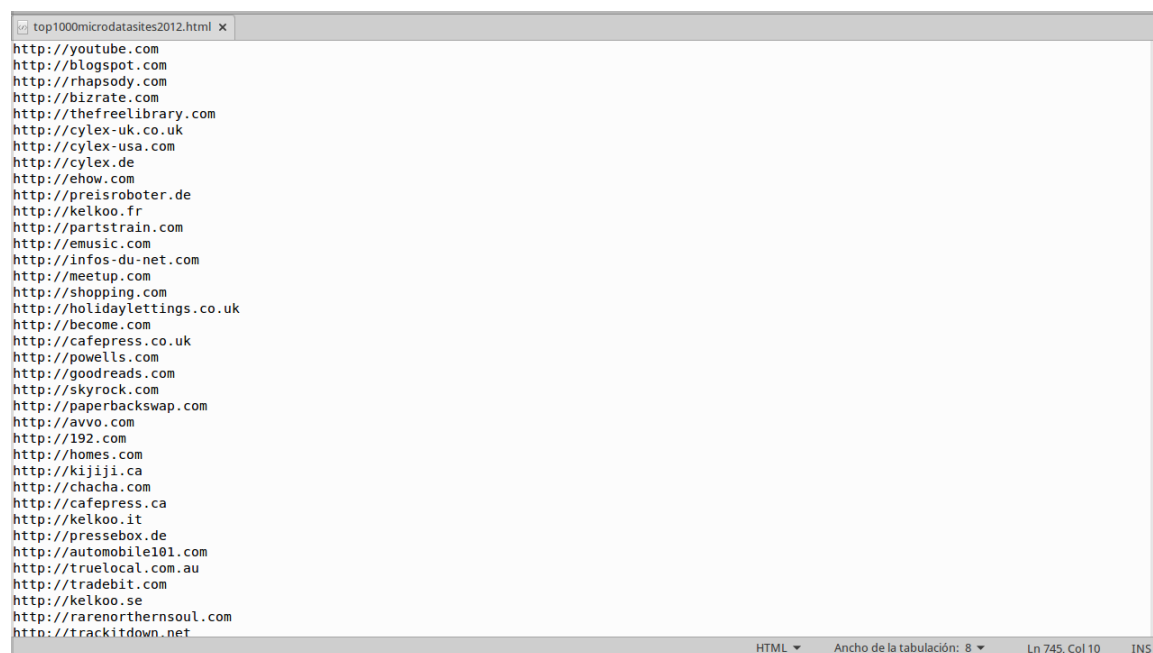 top1000microdatasites2012.html ×
http://youtube.com
http://blogspot.com
http://rhapsody.com
http://bizrate.com
http://thefreelibrary.com
http://cylex-uk.co.uk
http://cylex-usa.com
http://cylex.de
http://ehow.com
http://preisroboter.de
http://kelkoo.fr
http://partstrain.com
http://emusic.com
http://infos-du-net.com
http://meetup.com
http://shopping.com
http://holidaylettings.co.uk
http://become.com
http://cafepress.co.uk
http://powells.com
http://goodreads.com
http://skyrock.com
http://paperbackswap.com
http://avvo.com
http://192.com
http://homes.com
http://kijiji.ca
http://chacha.com
http://cafepress.ca
http://kelkoo.it
http://pressebox.de
http://automobile101.com
http://truelocal.com.au
http://tradebit.com
http://kelkoo.se
http://rarenorthernsoul.com
http://trackitdown.net
HTML Ancho de la tabulación: 8 Ln 745, Col 10 INS